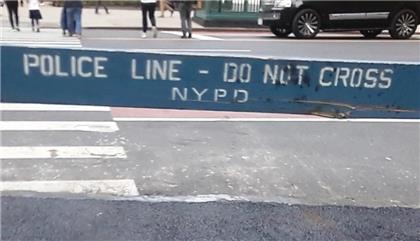 POLICE LINE - DO NOT CROSS
NYPD